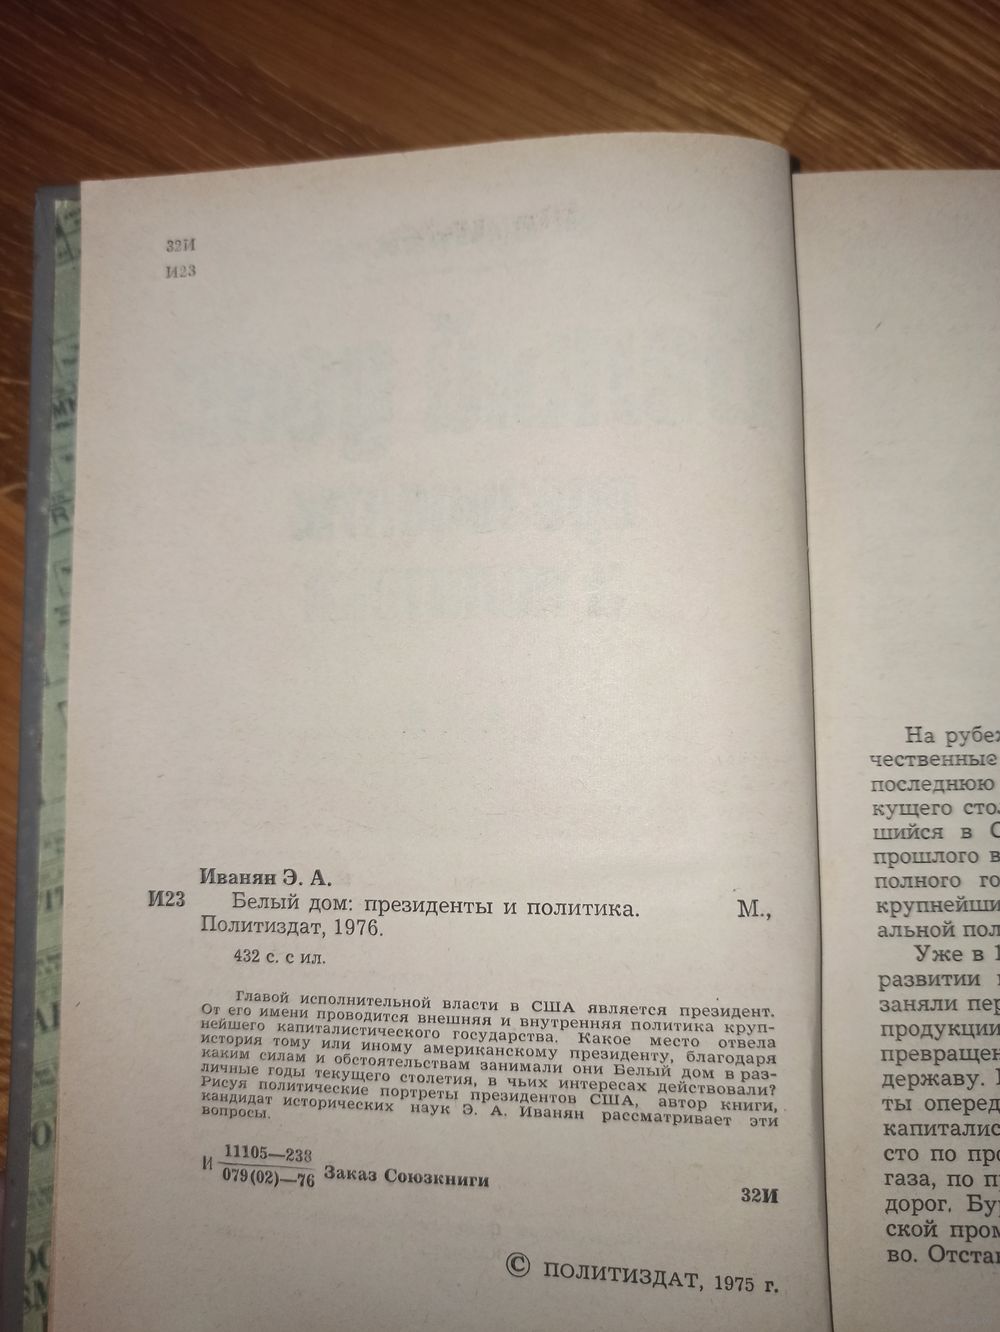 32И
И23
Иванян Э. А.
И23 Белый дом: президенты и политика. М.,
Политиздат, 1976.
432 с. с ил.
Главой исполнительной власти в США является президент.
От его имени проводится внешняя и внутренняя политика круп-
нейшего капиталистического государства. Какое место отвела
история тому или иному американскому президенту, благодаря
каким силам и обстоятельствам занимали они Белый дом в раз-
личные годы текущего столетия, в чьих интересах действовали?
Рисуя политические портреты президентов США, автор книги,
кандидат исторических наук Э. А. Иванян рассматривает эти
вопросы.
И 11105—238
079(02)—76 Заказ Союзкниги
32И
© ПОЛИТИЗДАТ, 1975 г.
На рубе
чественные
последнюю
кущего сто
шийся в С
прошлого в
полного го
крупнейши
альной пол
Уже в 1
развитии
заняли пер
продукции
превращен
державу.
ты оперед
капиталис
сто по про
газа, по п
дорог. Бур
ской пром
во. Отста